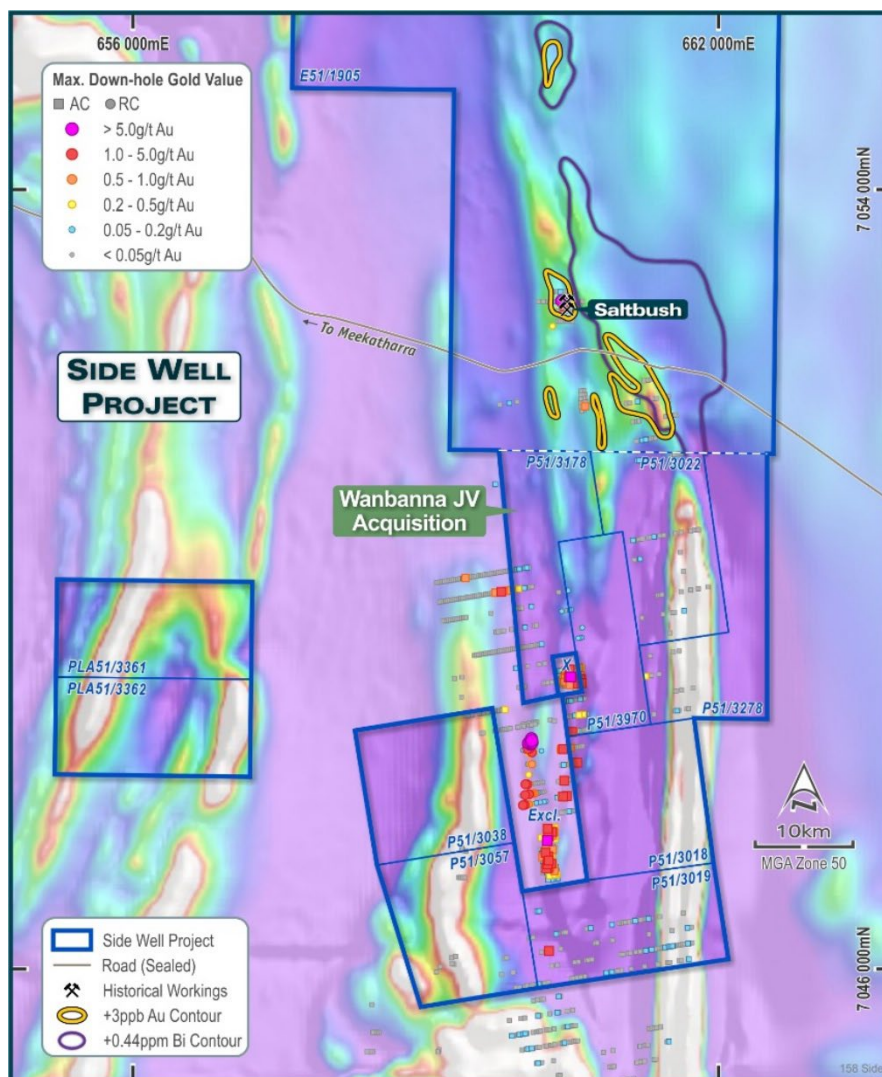 656 000mE
662 000mE
Max. Down-hole Gold Value
AC RC
> 5.0g/t Au
1.0 - 5.0g/t Au
0.5 - 1.0g/t Au
0.2 - 0.5g/t Au
0.05 - 0.2g/t Au
< 0.05g/t Au
E51/1905
7 054 000mN
Saltbush
To Meekatharra
SIDE WELL
PROJECT
P51/3178
P51/3022
Wanbanna JV
Acquisition
PLA51/3361
PLA51/3362
X
P51/3970
P51/3278
Excl.
P51/3038
P51/3057
P51/3018
P51/3019
N
10km
MGA Zone 50
Side Well Project
Road (Sealed)
Historical Workings
+3ppb Au Contour
+0.44ppm Bi Contour
7 046 000mN
158 Side